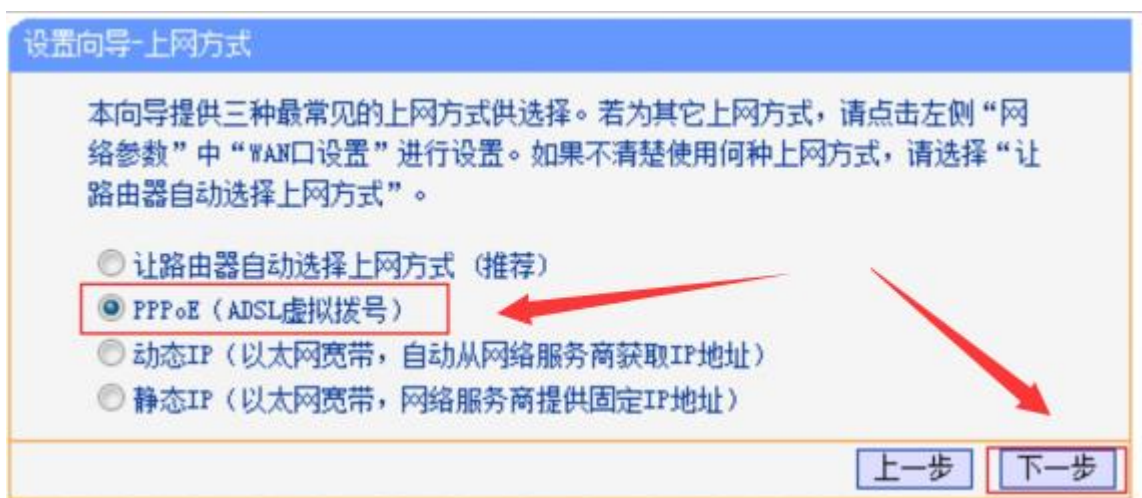 设置向导-上网方式
本向导提供三种最常见的上网方式供选择。若为其它上网方式，请点击左侧“网
络参数”中“WAN口设置”进行设置。如果不清楚使用何种上网方式，请选择“让
路由器自动选择上网方式”。
让路由器自动选择上网方式（推荐）
PPPoE（ADSL虚拟拨号）
动态IP（以太网宽带，自动从网络服务商获取IP地址）
静态IP（以太网宽带，网络服务商提供固定IP地址）
上一步 下一步